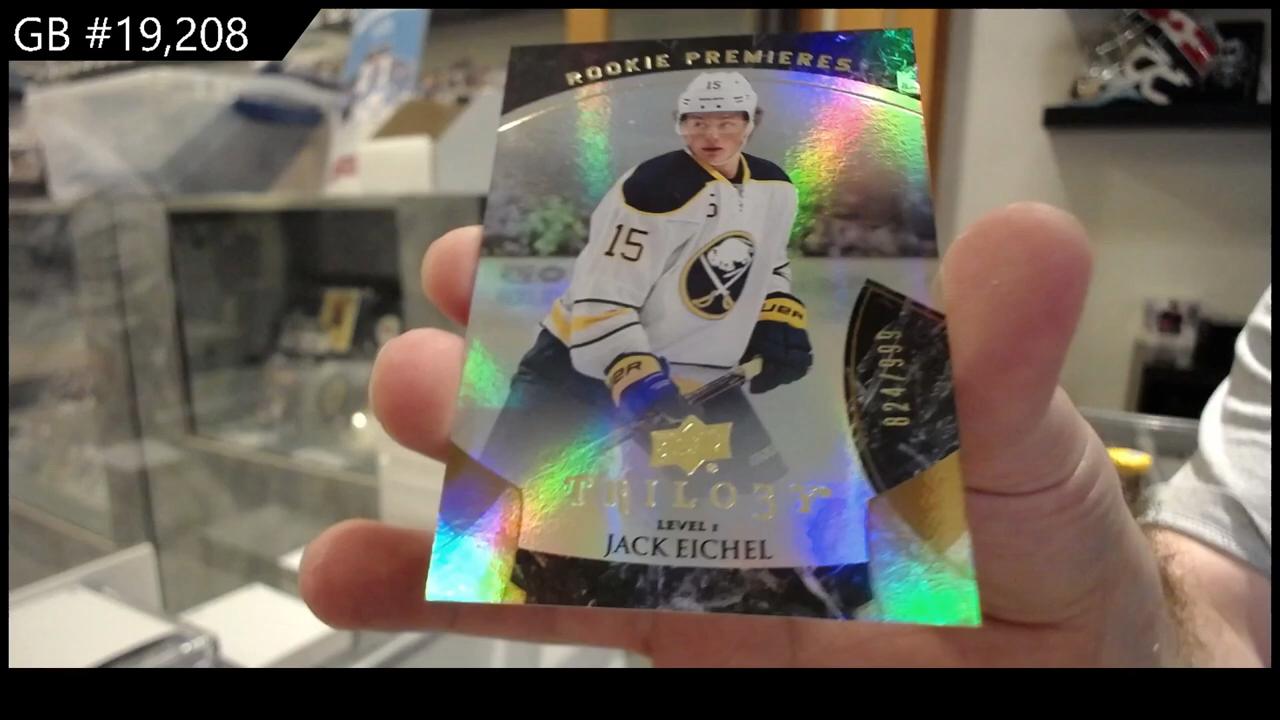 GB #19,208
ROOKIE PREMIERES
15
15
824/999
TRILOGY
LEVEL 1
JACK EICHEL